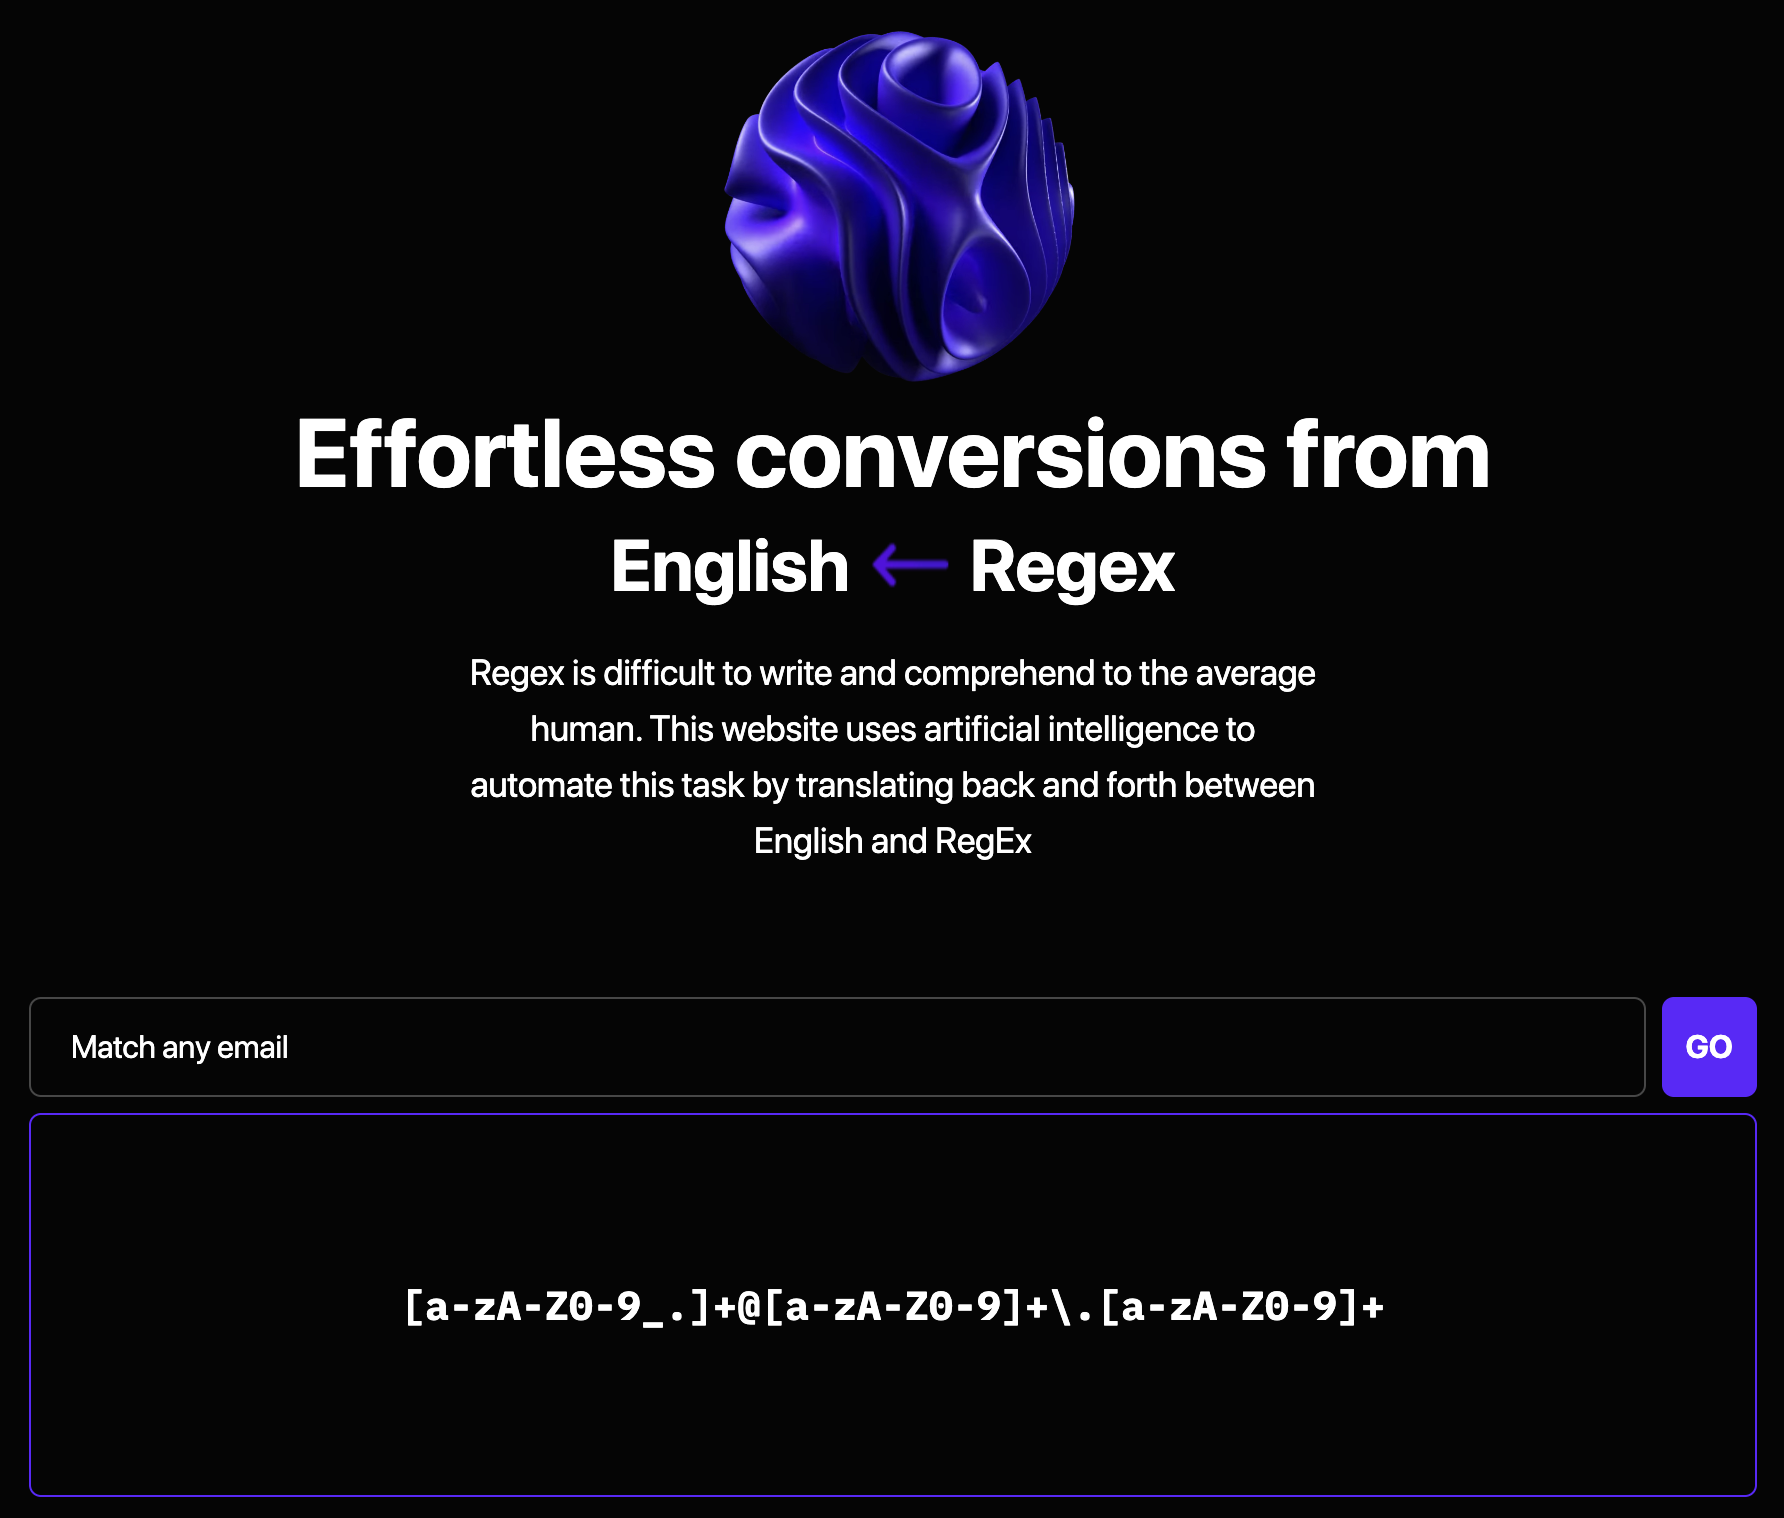 Effortless conversions from
English ← Regex
Regex is difficult to write and comprehend to the average
human. This website uses artificial intelligence to
automate this task by translating back and forth between
English and RegEx
Match any email
GO
[a-zA-Z0-9_.]+@[a-zA-Z0-9]+\.[a-zA-Z0-9]+